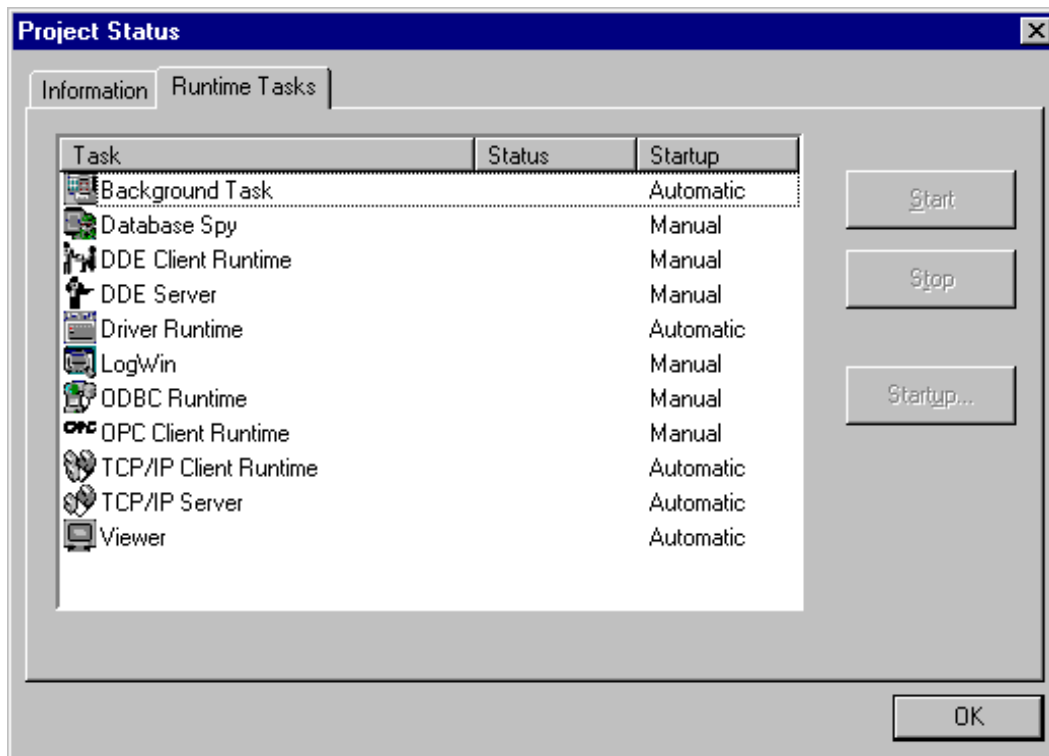 Project Status
Information Runtime Tasks
Task Status Startup
Background Task Automatic
Start
Database Spy Manual
DDE Client Runtime Manual
Stop
DDE Server Manual
Driver Runtime Automatic
LogWin Manual
ODBC Runtime Manual
Startup...
OPC OPC Client Runtime Manual
TCP/IP Client Runtime Automatic
TCP/IP Server Automatic
Viewer Automatic
OK